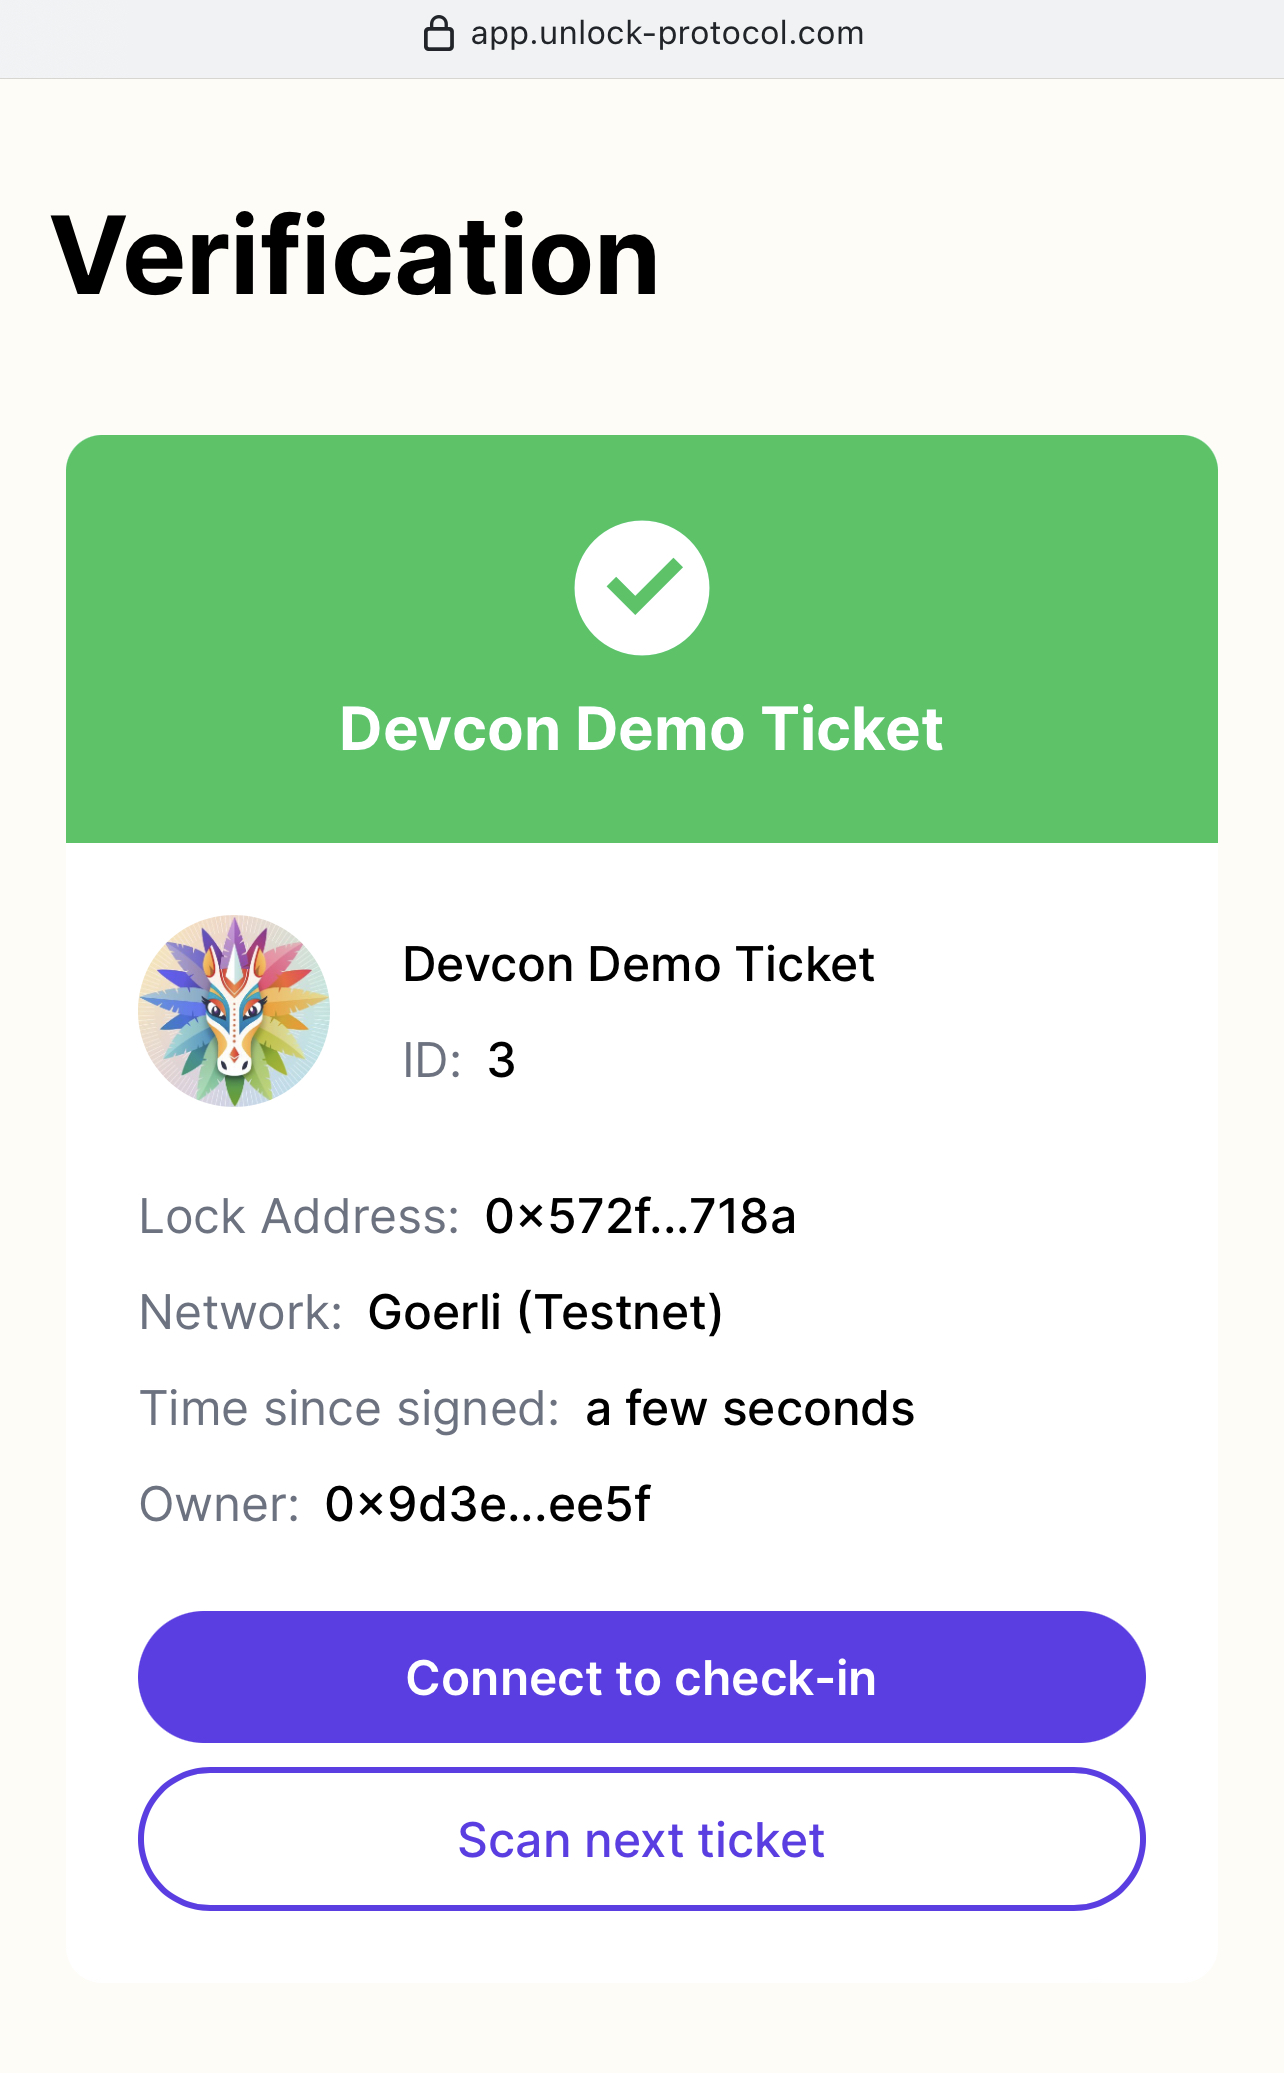 app.unlock-protocol.com
Verification
Devcon Demo Ticket
Devcon Demo Ticket
ID: 3
Lock Address: 0×572f...718a
Network: Goerli (Testnet)
Time since signed: a few seconds
Owner: 0×9d3e...ee5f
Connect to check-in
Scan next ticket